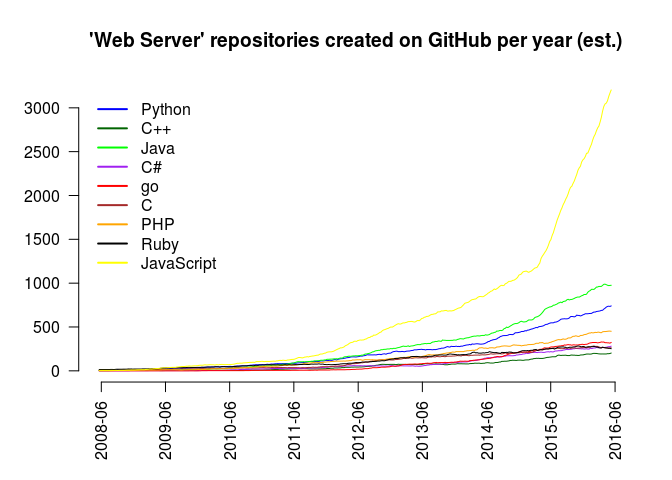 'Web Server' repositories created on GitHub per year (est.)
3000
2500
2000
1500
1000
500
0
Python
C++
Java
C#
go
C
PHP
Ruby
JavaScript
2008-06
2009-06
2010-06
2011-06
2012-06
2013-06
2014-06
2015-06
2016-06